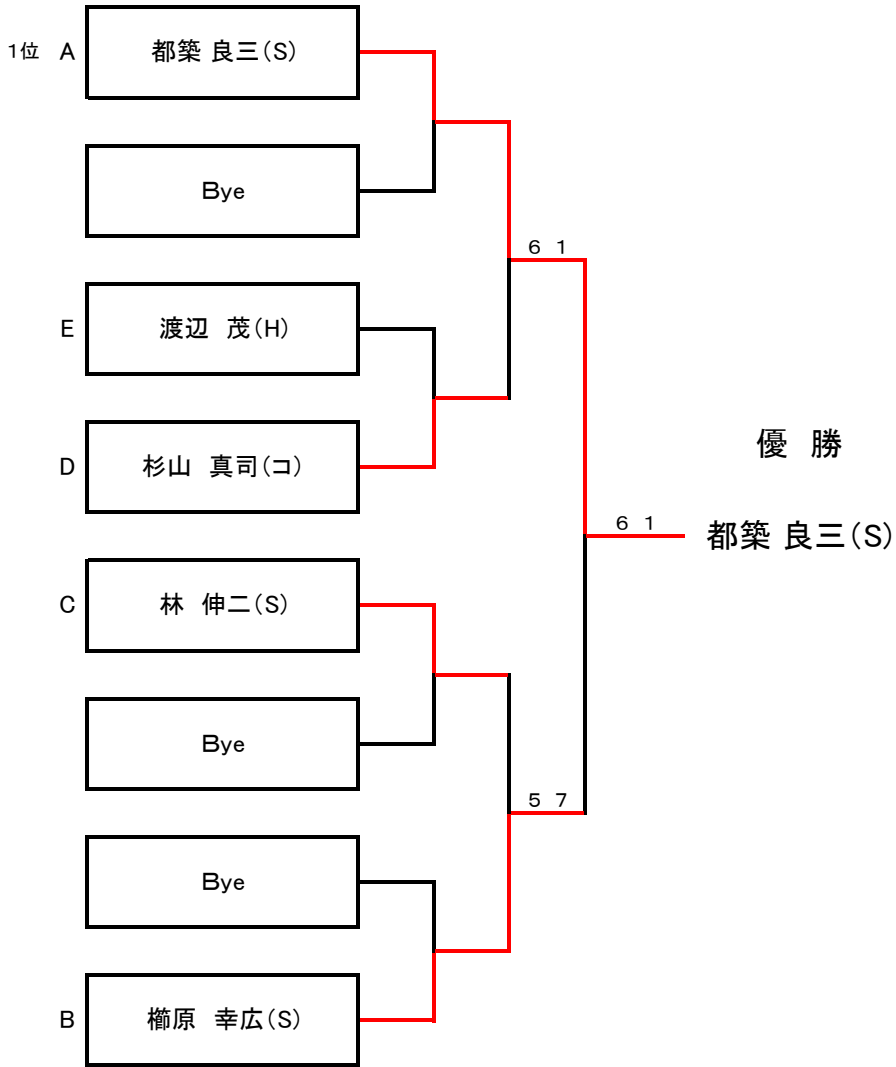 1位 A 都築 良三(S)
Bye
6 1
E 渡辺 茂(H)
優 勝
D 杉山 真司(コ)
6 1
都築 良三(S)
C 林 伸二(S)
Bye
5 7
Bye
B 櫛原 幸広(S)